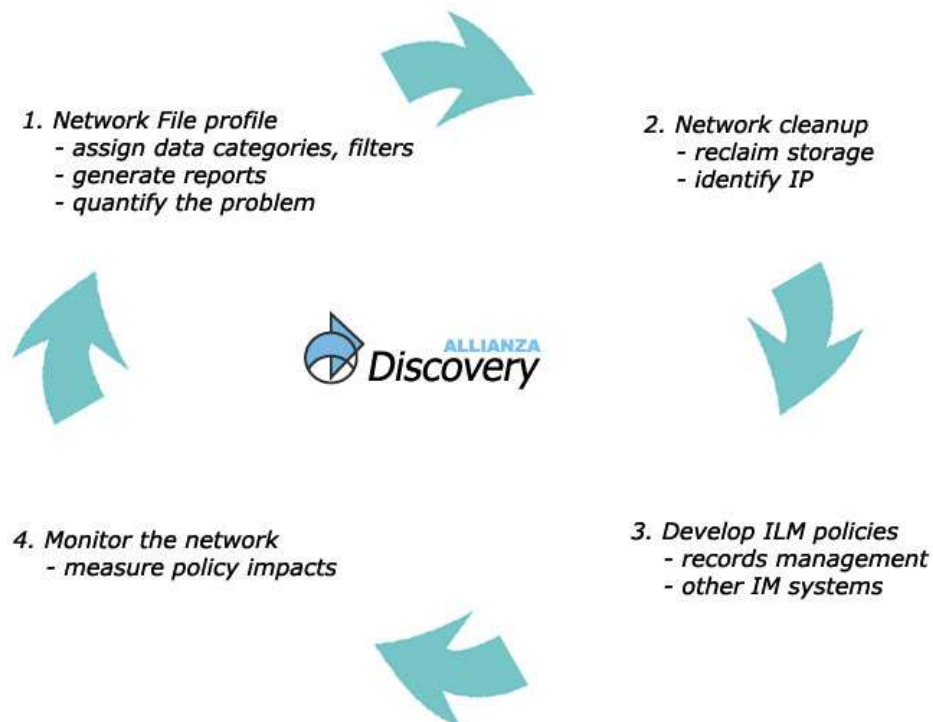 1. Network File profile
- assign data categories, filters
- generate reports
- quantify the problem
2. Network cleanup
- reclaim storage
- identify IP
ALLIANZA
Discovery
3. Develop ILM policies
- records management
- other IM systems
4. Monitor the network
- measure policy impacts